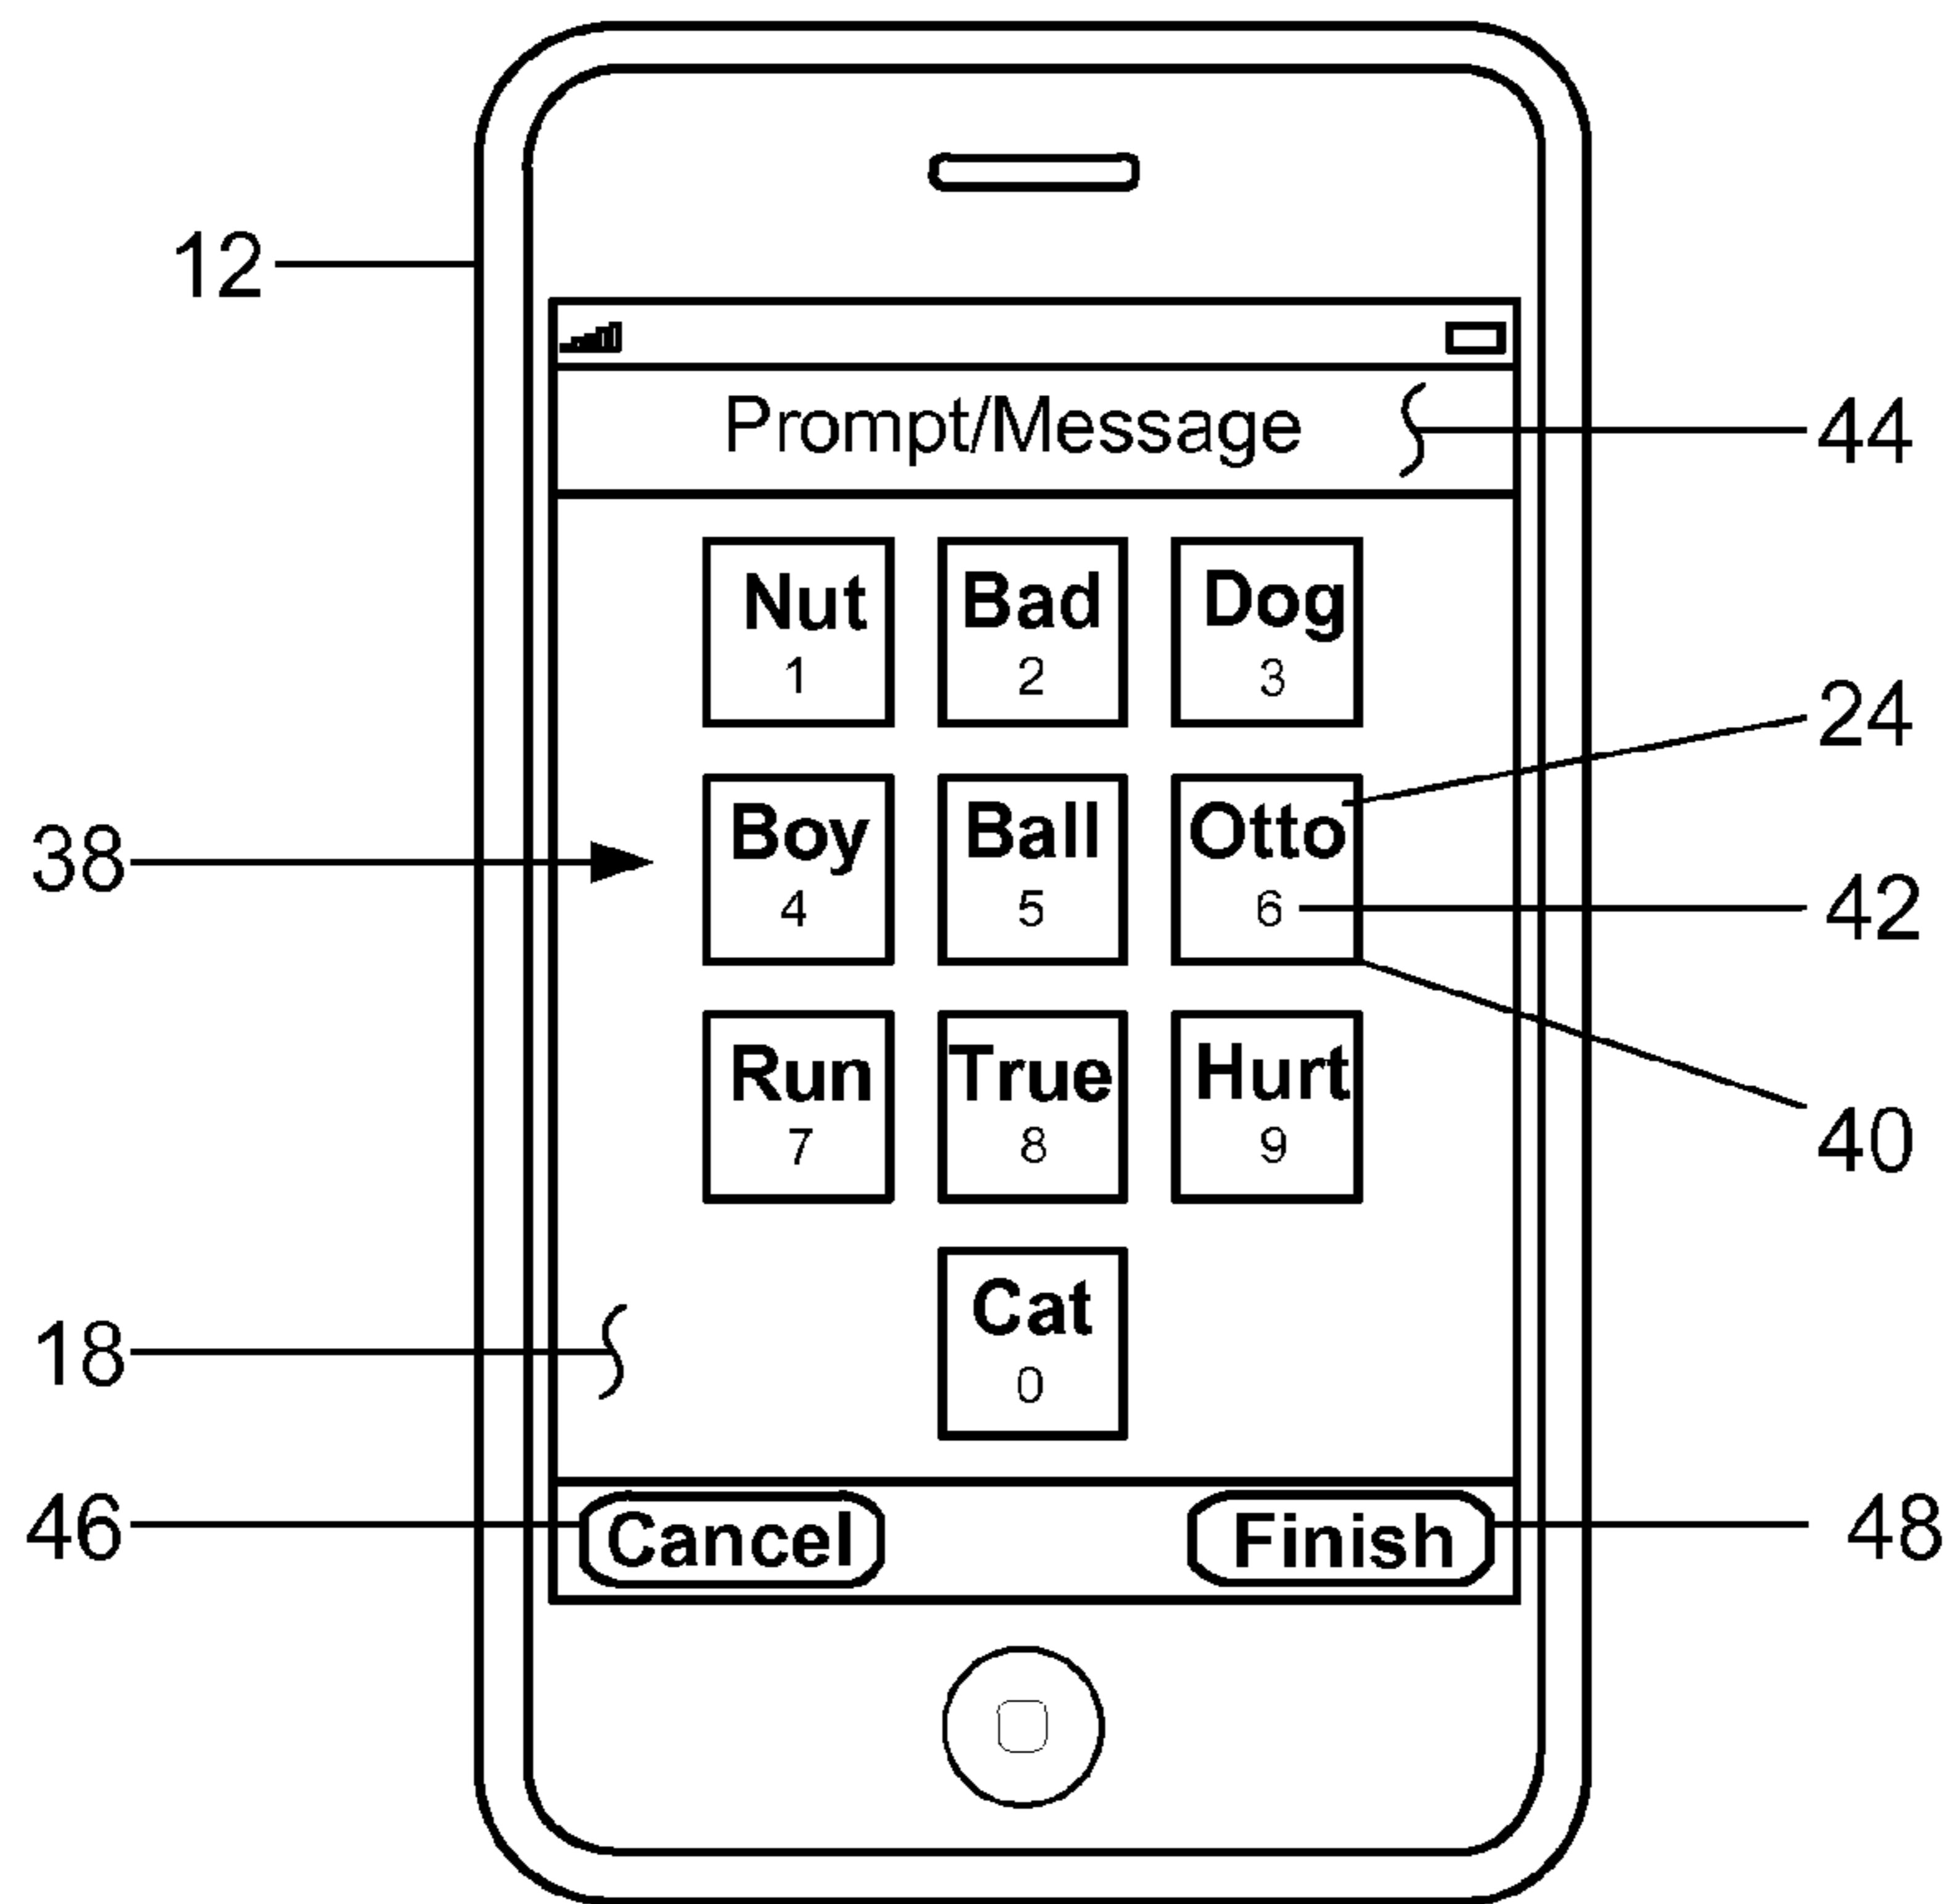 12
Prompt/Message 44
Nut Bad Dog
1 2 3
24
38 Boy Ball Otto
4 5 6 42
Run True Hurt
7 8 9 40
Cat
18 0
46 Cancel Finish 48